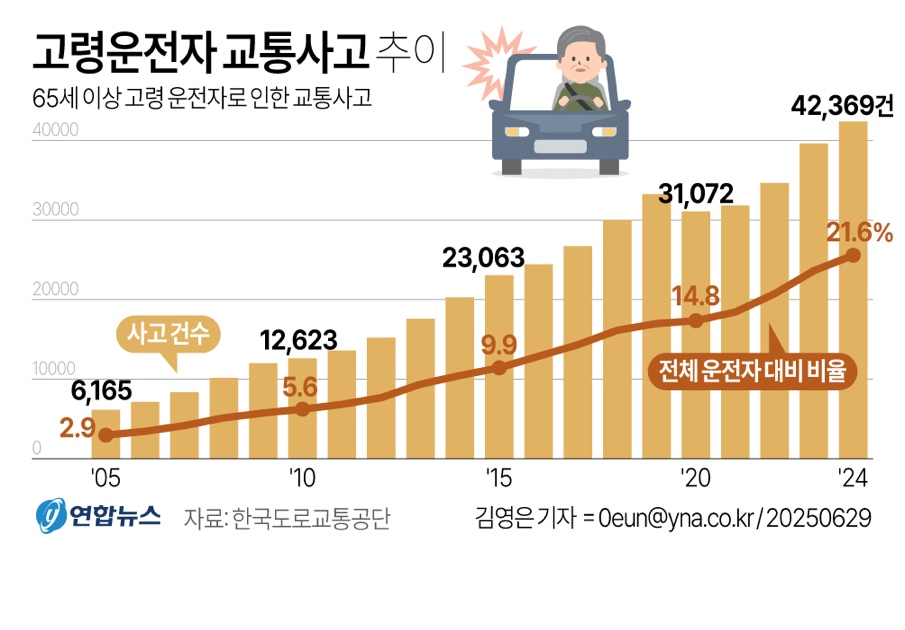 고령운전자 교통사고 추이
65세 이상 고령 운전자로 인한 교통사고
42,369건
40000
31,072
30000
21.6%
23,063
20000
14.8
사고 건수
12,623
9.9
전체 운전자 대비 비율
10000
6,165
5.6
2.9
0
'05 '10 '15 '20 '24
연합뉴스 자료: 한국도로교통공단 김영은 기자 = 0eun@yna.co.kr / 20250629